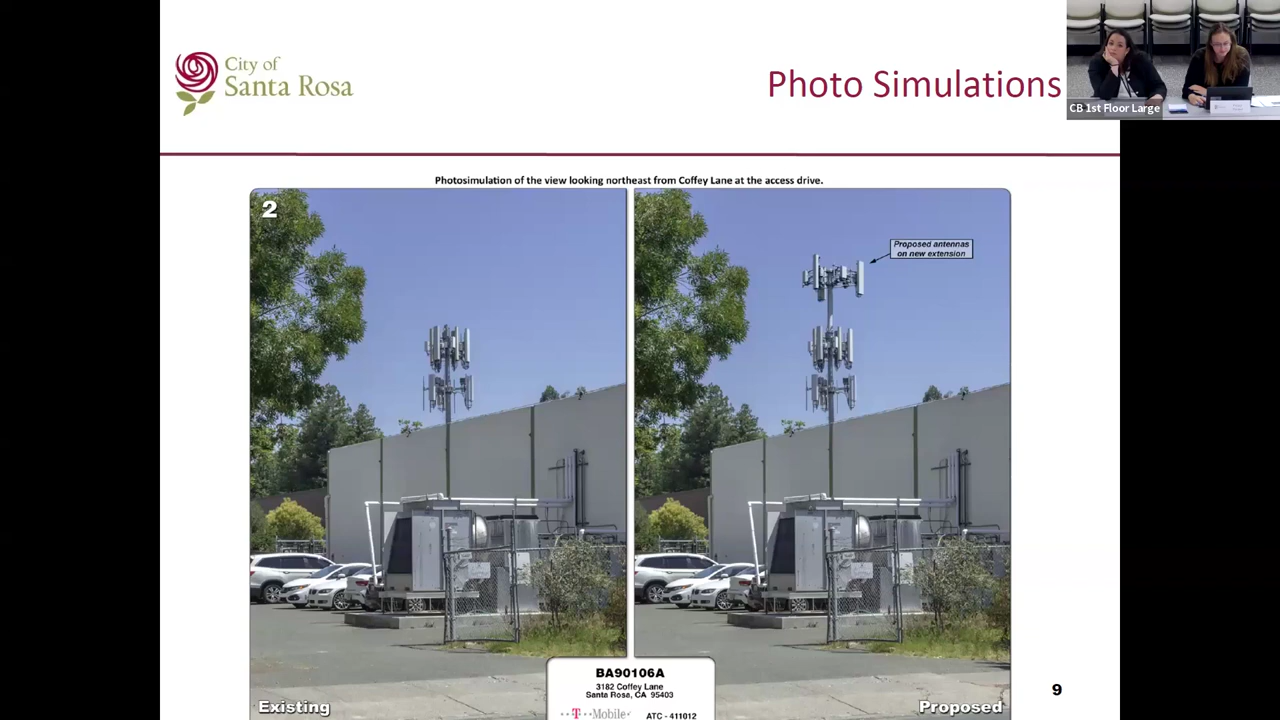 City of
Santa Rosa
Photo Simulations
CB 1st Floor Large
Photosimulation of the view looking northeast from Coffey Lane at the access drive.
2
Proposed antennas
on new extension
BA90106A
3182 Coffey Lane
Santa Rosa, CA 95403
T-Mobile
ATC - 411012
Existing
Proposed
9